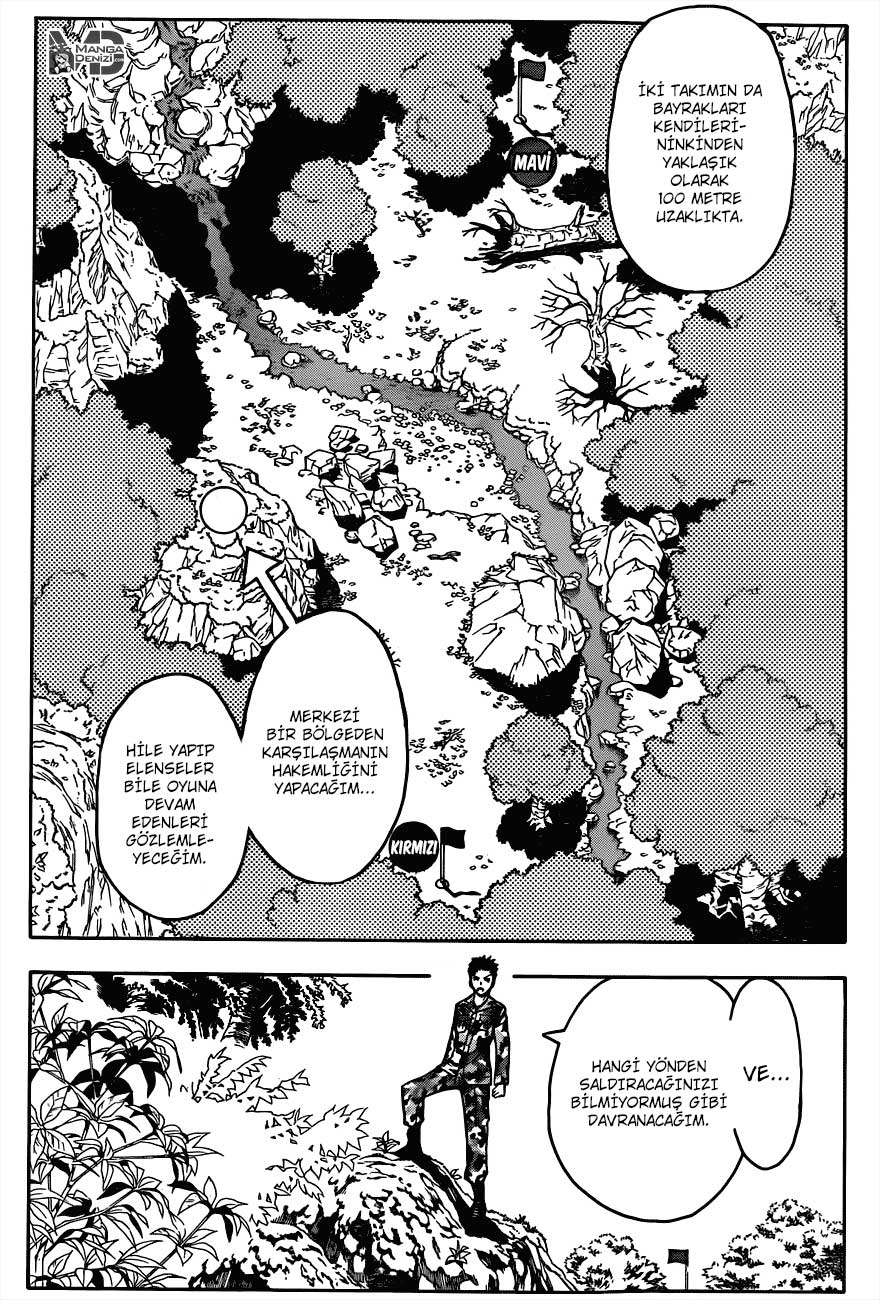 MANGA
DENİZİ.com
İKİ TAKIMIN DA
BAYRAKLARI
KENDİLERİ-
NİNKİNDEN
YAKLAŞIK
OLARAK
100 METRE
UZAKLIKTA.
MAVİ
MERKEZİ
BİR BÖLGEDEN
KARŞILAŞMANIN
HAKEMLİĞİNİ
YAPACAĞIM...
HİLE YAPIP
ELENSELER
BİLE OYUNA
DEVAM
EDENLERİ
GÖZLEMLE-
YECEĞİM.
KIRMIZI
VE...
HANGİ YÖNDEN
SALDIRACAĞINIZI
BİLMİYORMUŞ GİBİ
DAVRANACAĞIM.